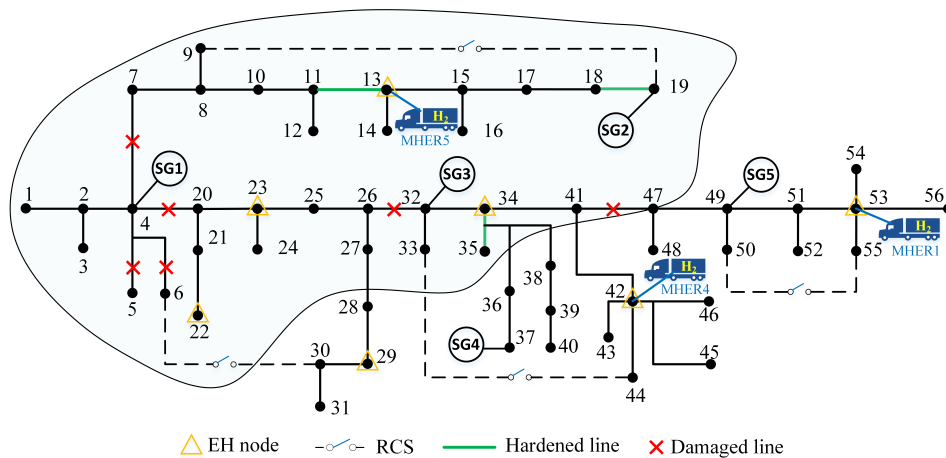 9
7 8 10 11 13 15 17 18 19
H2
12 14 MHER5 16 SG2
SG1 SG3 SG5 54
1 2 4 20 23 25 26 32 34 41 47 49 51 53 56
H2
3 21 24 27 33 35 48 50 52 55 MHER1
38
H2
MHER4
5 6 22 28 36 39 42 46
SG4 37 40 43
30 29 45
44
31
EH node RCS Hardened line Damaged line